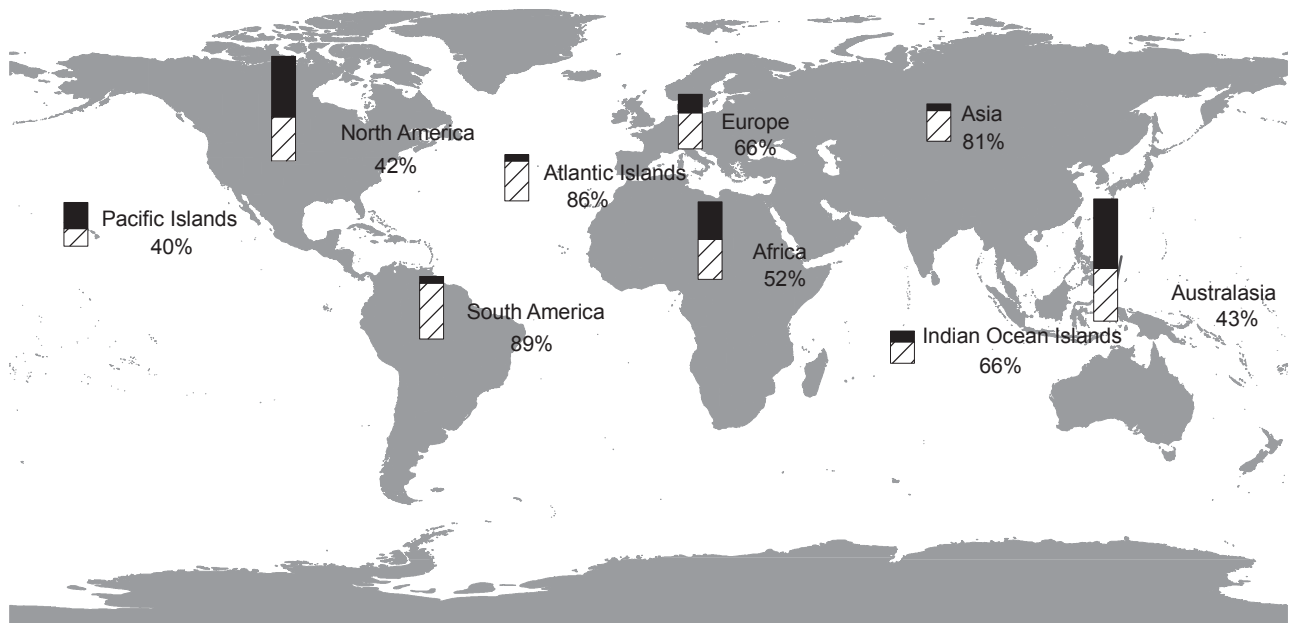 North America
42%
Europe
66%
Asia
81%
Atlantic Islands
86%
Pacific Islands
40%
Africa
52%
South America
89%
Australasia
43%
Indian Ocean Islands
66%